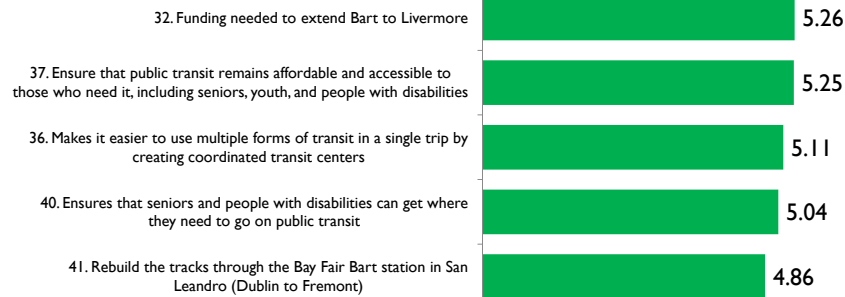 32. Funding needed to extend Bart to Livermore
5.26
37. Ensure that public transit remains affordable and accessible to
those who need it, including seniors, youth, and people with disabilities
5.25
36. Makes it easier to use multiple forms of transit in a single trip by
creating coordinated transit centers
5.11
40. Ensures that seniors and people with disabilities can get where
they need to go on public transit
5.04
41. Rebuild the tracks through the Bay Fair Bart station in San
Leandro (Dublin to Fremont)
4.86